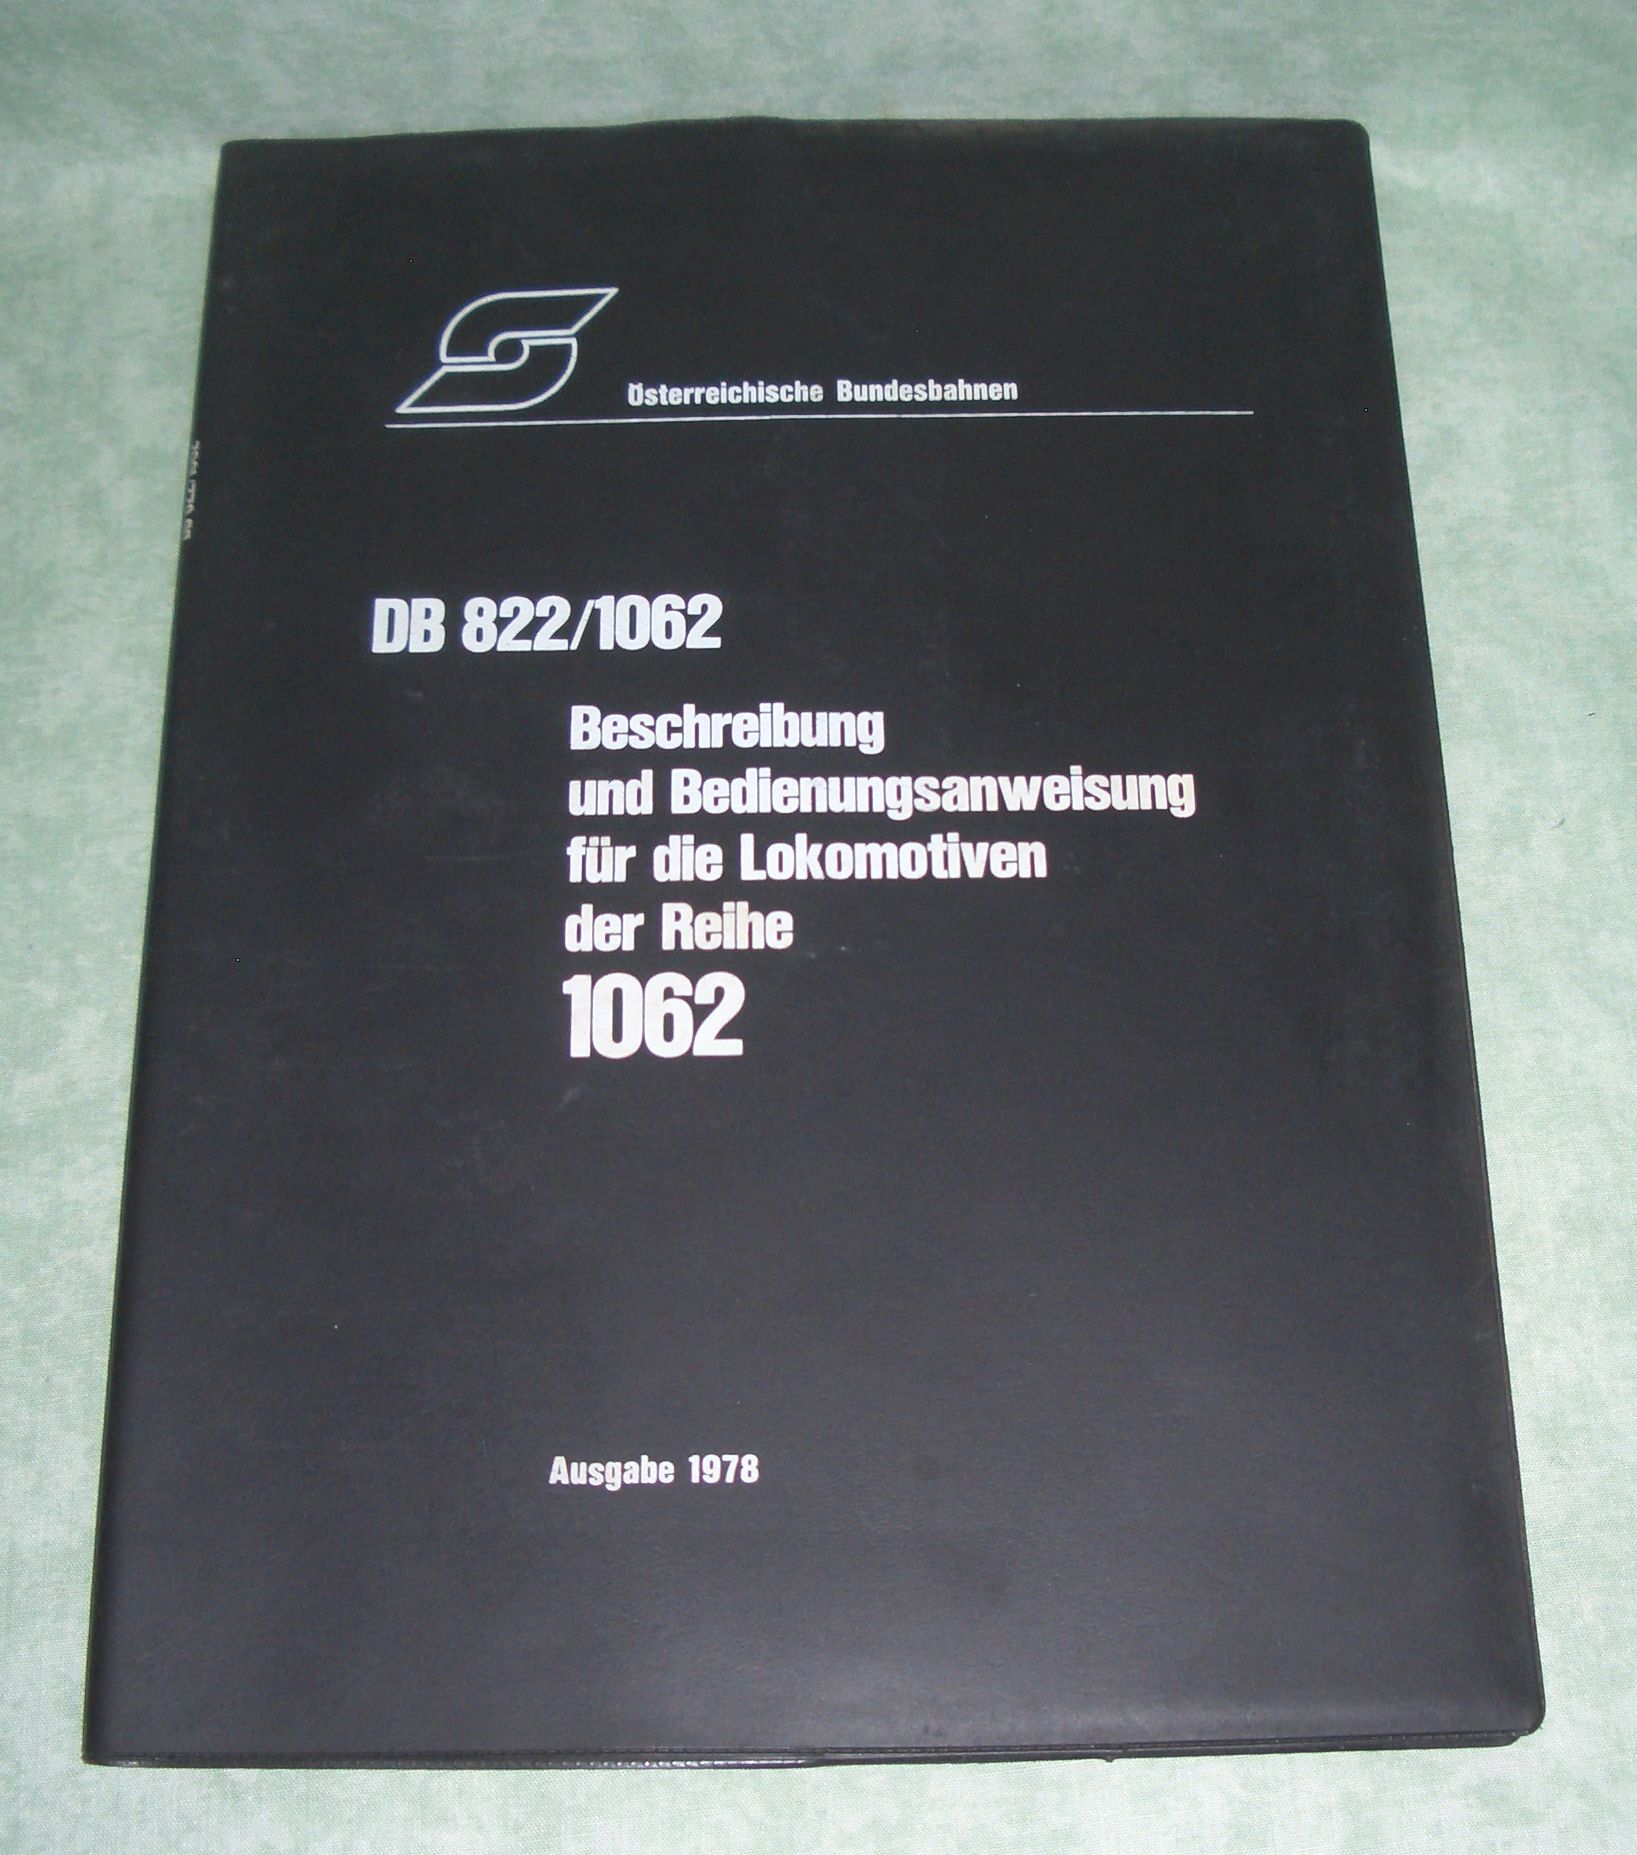 Österreichische Bundesbahnen
DB 822/1062
Beschreibung
und Bedienungsanweisung
für die Lokomotiven
der Reihe
1062
Ausgabe 1978